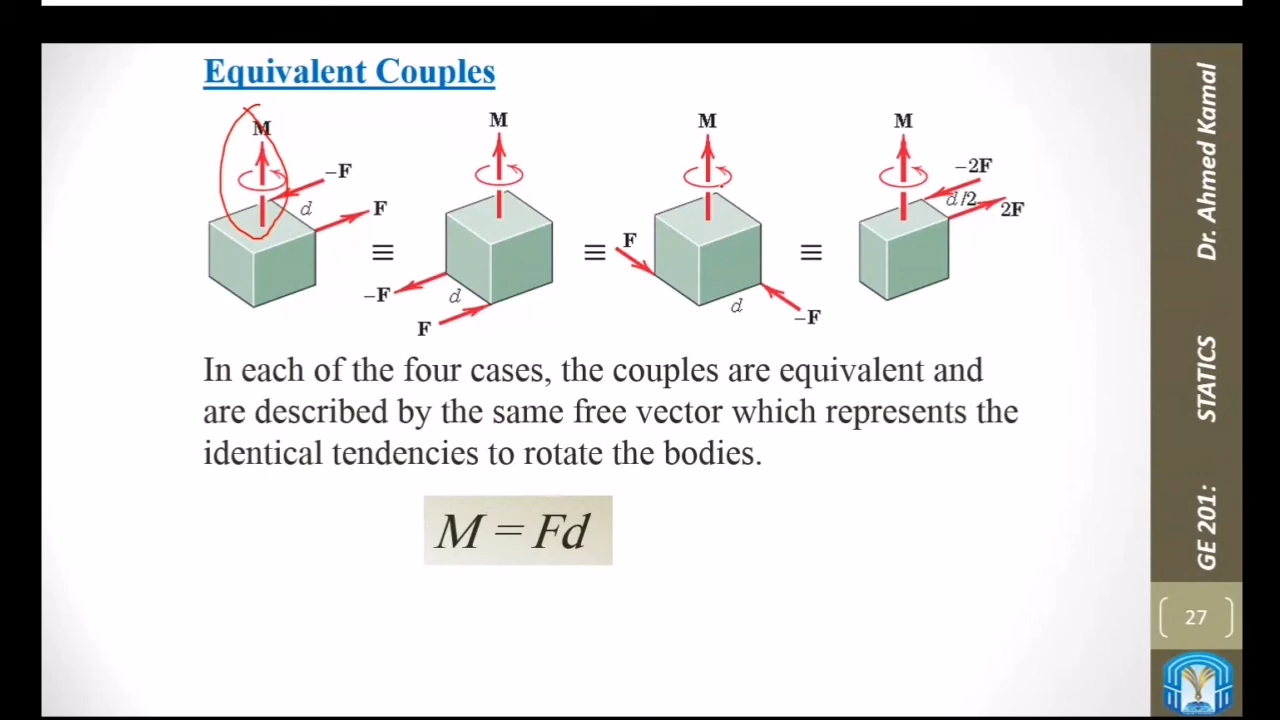 Equivalent Couples
M
−F
d
F
≡
M
−F
d
F
≡
M
F
d
−F
≡
M
−2F
d/2
2F
In each of the four cases, the couples are equivalent and
are described by the same free vector which represents the
identical tendencies to rotate the bodies.
M = Fd
GE 201: STATICS Dr. Ahmed Kamal
27